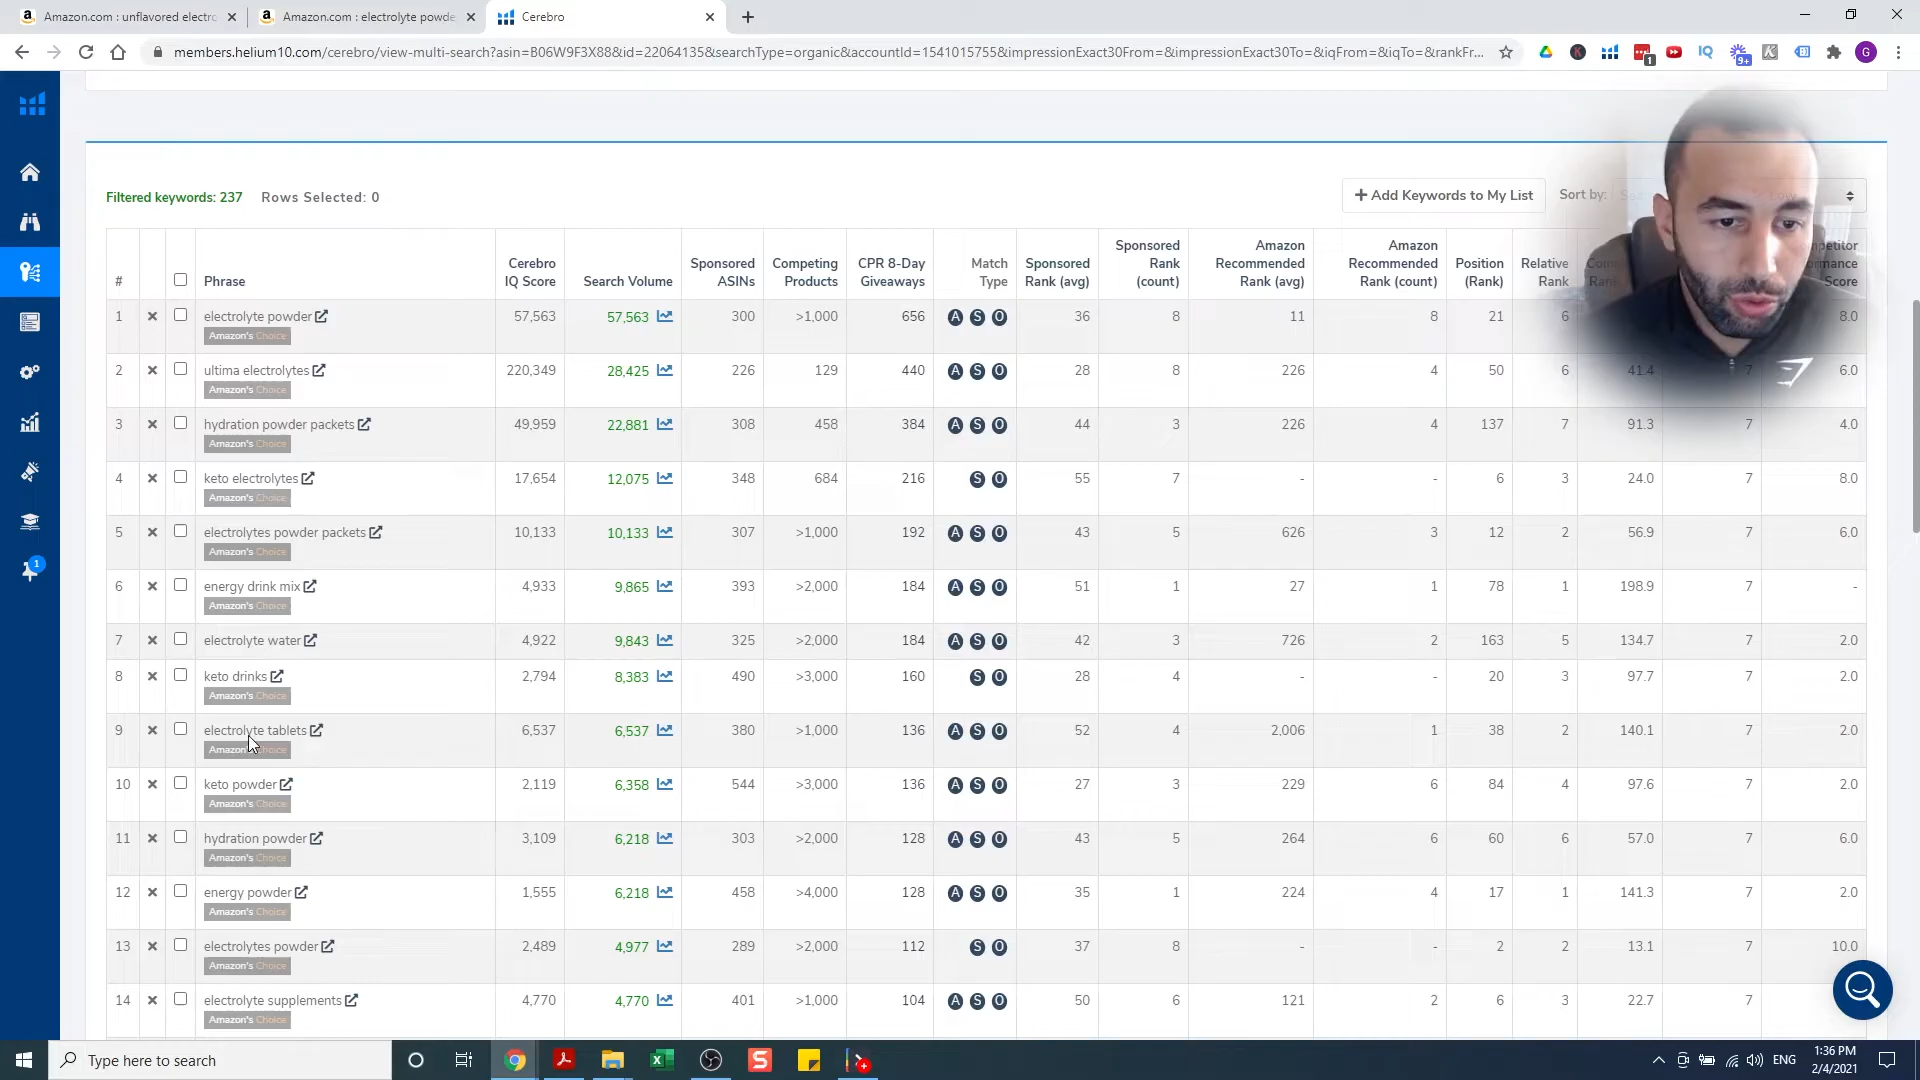 Amazon.com : unflavored electro
Amazon.com : electrolyte powde
Cerebro
members.helium10.com/cerebro/view-multi-search?asin=B06W9F3X88&id=22064135&searchType=organic&accountId=1541015755&impressionExact30From=&impressionExact30To=&iqFrom=&iqTo=&rankFr...
Filtered keywords: 237 Rows Selected: 0
+ Add Keywords to My List Sort by:
# Phrase Cerebro IQ Score Search Volume Sponsored ASINs Competing Products CPR 8-Day Giveaways Match Type Sponsored Rank (avg) Sponsored Rank (count) Amazon Recommended Rank (avg) Amazon Recommended Rank (count) Position (Rank) Relative Rank Score
1 electrolyte powder 57,563 57,563 300 >1,000 656 A S O 36 8 11 8 21 6 8.0
Amazon's Choice
2 ultima electrolytes 220,349 28,425 226 129 440 A S O 28 8 226 4 50 6 41.4 7 6.0
Amazon's Choice
3 hydration powder packets 49,959 22,881 308 458 384 A S O 44 3 226 4 137 7 91.3 7 4.0
Amazon's Choice
4 keto electrolytes 17,654 12,075 348 684 216 S O 55 7 - - 6 3 24.0 7 8.0
Amazon's Choice
5 electrolytes powder packets 10,133 10,133 307 >1,000 192 A S O 43 5 626 3 12 2 56.9 7 6.0
Amazon's Choice
6 energy drink mix 4,933 9,865 393 >2,000 184 A S O 51 1 27 1 78 1 198.9 7 -
Amazon's Choice
7 electrolyte water 4,922 9,843 325 >2,000 184 A S O 42 3 726 2 163 5 134.7 7 2.0
8 keto drinks 2,794 8,383 490 >3,000 160 S O 28 4 - - 20 3 97.7 7 2.0
Amazon's Choice
9 electrolyte tablets 6,537 6,537 380 >1,000 136 A S O 52 4 2,006 1 38 2 140.1 7 2.0
Amazon's Choice
10 keto powder 2,119 6,358 544 >3,000 136 A S O 27 3 229 6 84 4 97.6 7 2.0
Amazon's Choice
11 hydration powder 3,109 6,218 303 >2,000 128 A S O 43 5 264 6 60 6 57.0 7 6.0
Amazon's Choice
12 energy powder 1,555 6,218 458 >4,000 128 A S O 35 1 224 4 17 1 141.3 7 2.0
Amazon's Choice
13 electrolytes powder 2,489 4,977 289 >2,000 112 S O 37 8 - - 2 2 13.1 7 10.0
Amazon's Choice
14 electrolyte supplements 4,770 4,770 401 >1,000 104 A S O 50 6 121 2 6 3 22.7 7
Amazon's Choice
Type here to search
ENG
1:36 PM
2/4/2021